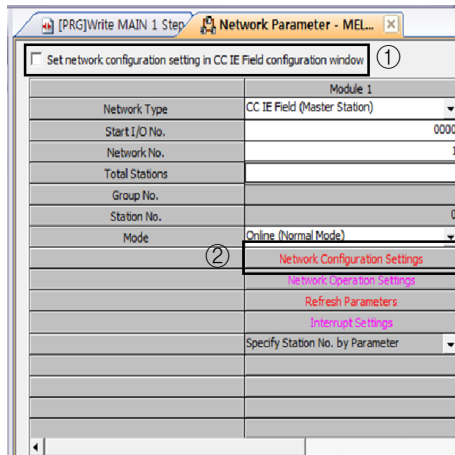 [PRG]Write MAIN 1 Step Network Parameter - MEL...
Set network configuration setting in CC IE Field configuration window ①
Module 1
Network Type CC IE Field (Master Station)
Start I/O No. 0000
Network No. 1
Total Stations
Group No.
Station No. 0
Mode Online (Normal Mode)
② Network Configuration Settings
Network Operation Settings
Refresh Parameters
Interrupt Settings
Specify Station No. by Parameter